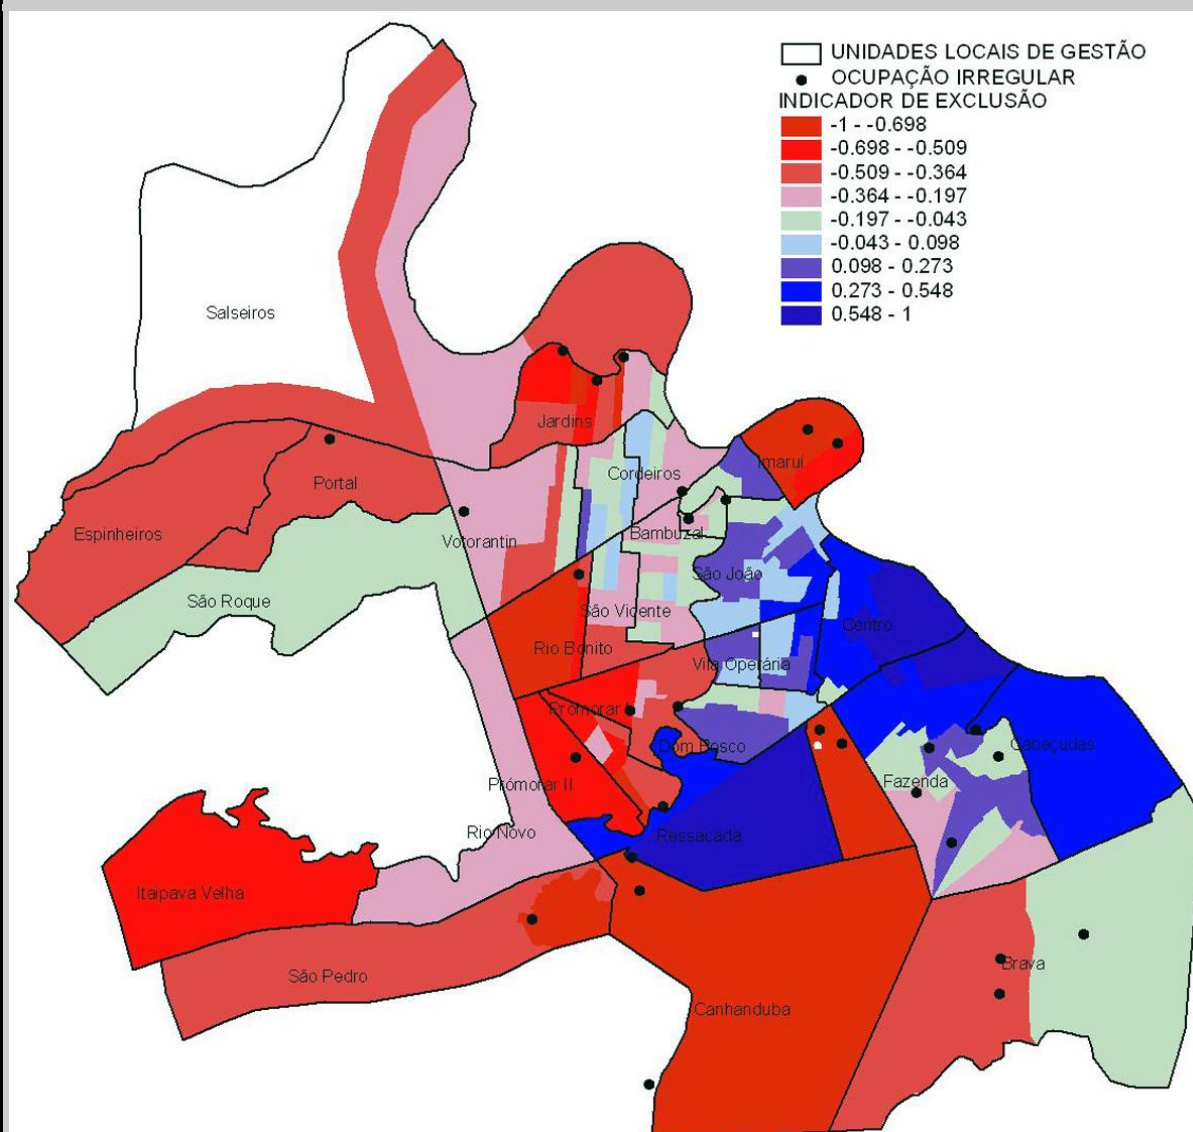 UNIDADES LOCAIS DE GESTÃO
OCUPAÇÃO IRREGULAR
INDICADOR DE EXCLUSÃO
-1 - -0.698
-0.698 - -0.509
-0.509 - -0.364
-0.364 - -0.197
-0.197 - -0.043
-0.043 - 0.098
0.098 - 0.273
0.273 - 0.548
0.548 - 1
Salseiros
Jardins
Imaruí
Cordeiros
Portal
Espinheiros
Votorantin
Bambuzal
São João
São Roque
São Vicente
Centro
Rio Bonito
Vila Operária
Promorar I
Dom Bosco
Cabeçudas
Fazenda
Prómorar II
Rio Novo
Ressacada
Itaipava Velha
São Pedro
Brava
Canhanduba